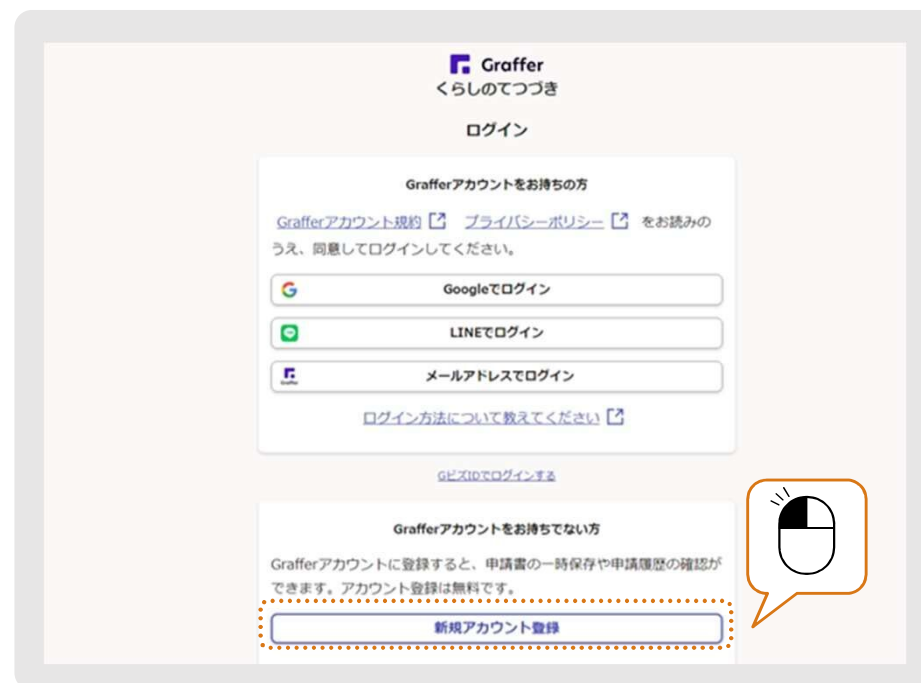 Graffer
くらしのてつづき
ログイン
Grafferアカウントをお持ちの方
Grafferアカウント規約 プライバシーポリシー をお読みの
うえ、同意してログインしてください。
Googleでログイン
LINEでログイン
Graffer メールアドレスでログイン
ログイン方法について教えてください
GビズIDでログインする
Grafferアカウントをお持ちでない方
Grafferアカウントに登録すると、申請書の一時保存や申請履歴の確認が
できます。アカウント登録は無料です。
新規アカウント登録